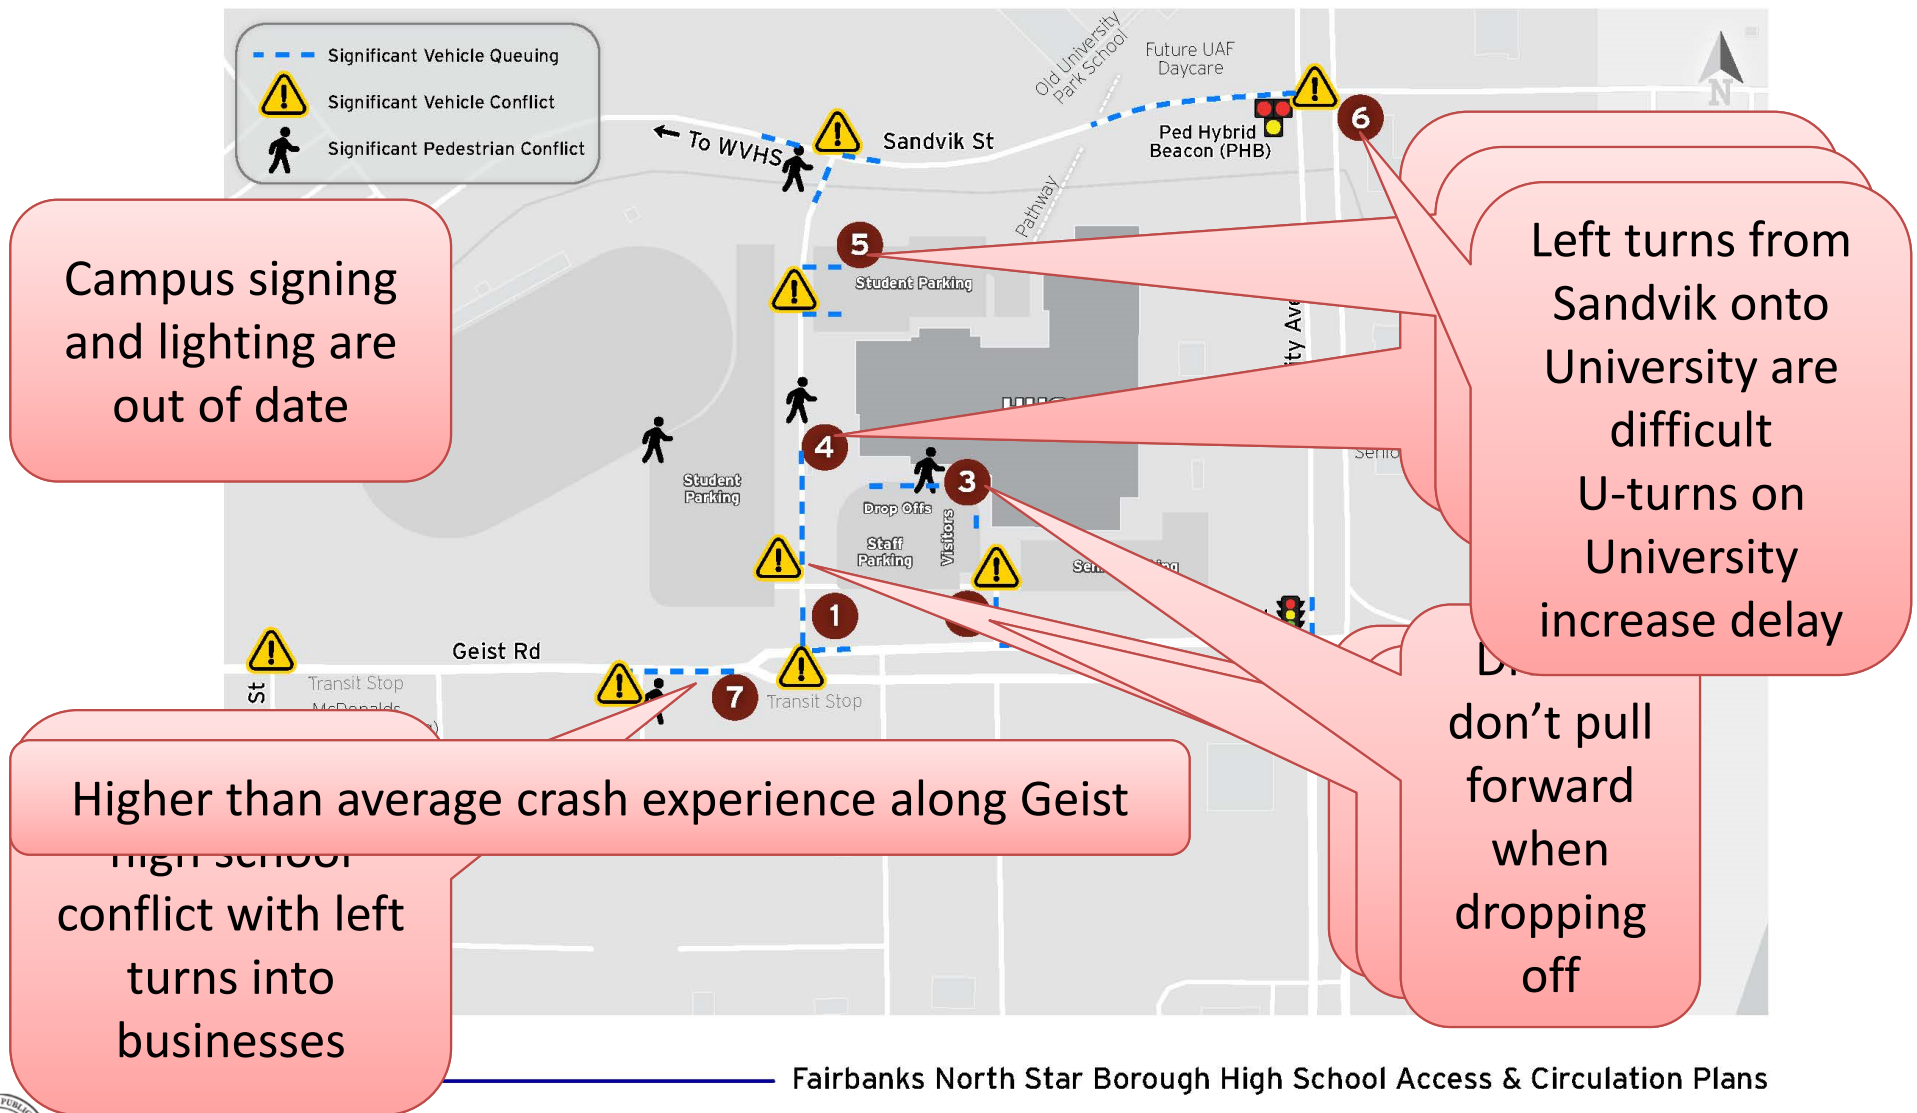 Significant Vehicle Queuing
Significant Vehicle Conflict
Significant Pedestrian Conflict
Old University
Park School
Future UAF
Daycare
N
To WVHS
Sandvik St
Ped Hybrid
Beacon (PHB)
6
Pathway
5
Student Parking
4
3
Student
Parking
Drop Offs
Visitors
Staff
Parking
1
Geist Rd
Transit Stop
St
7
Transit Stop
Campus signing
and lighting are
out of date
Left turns from
Sandvik onto
University are
difficult
U-turns on
University
increase delay
don't pull
forward
when
dropping
off
Higher than average crash experience along Geist
high school
conflict with left
turns into
businesses
Fairbanks North Star Borough High School Access & Circulation Plans